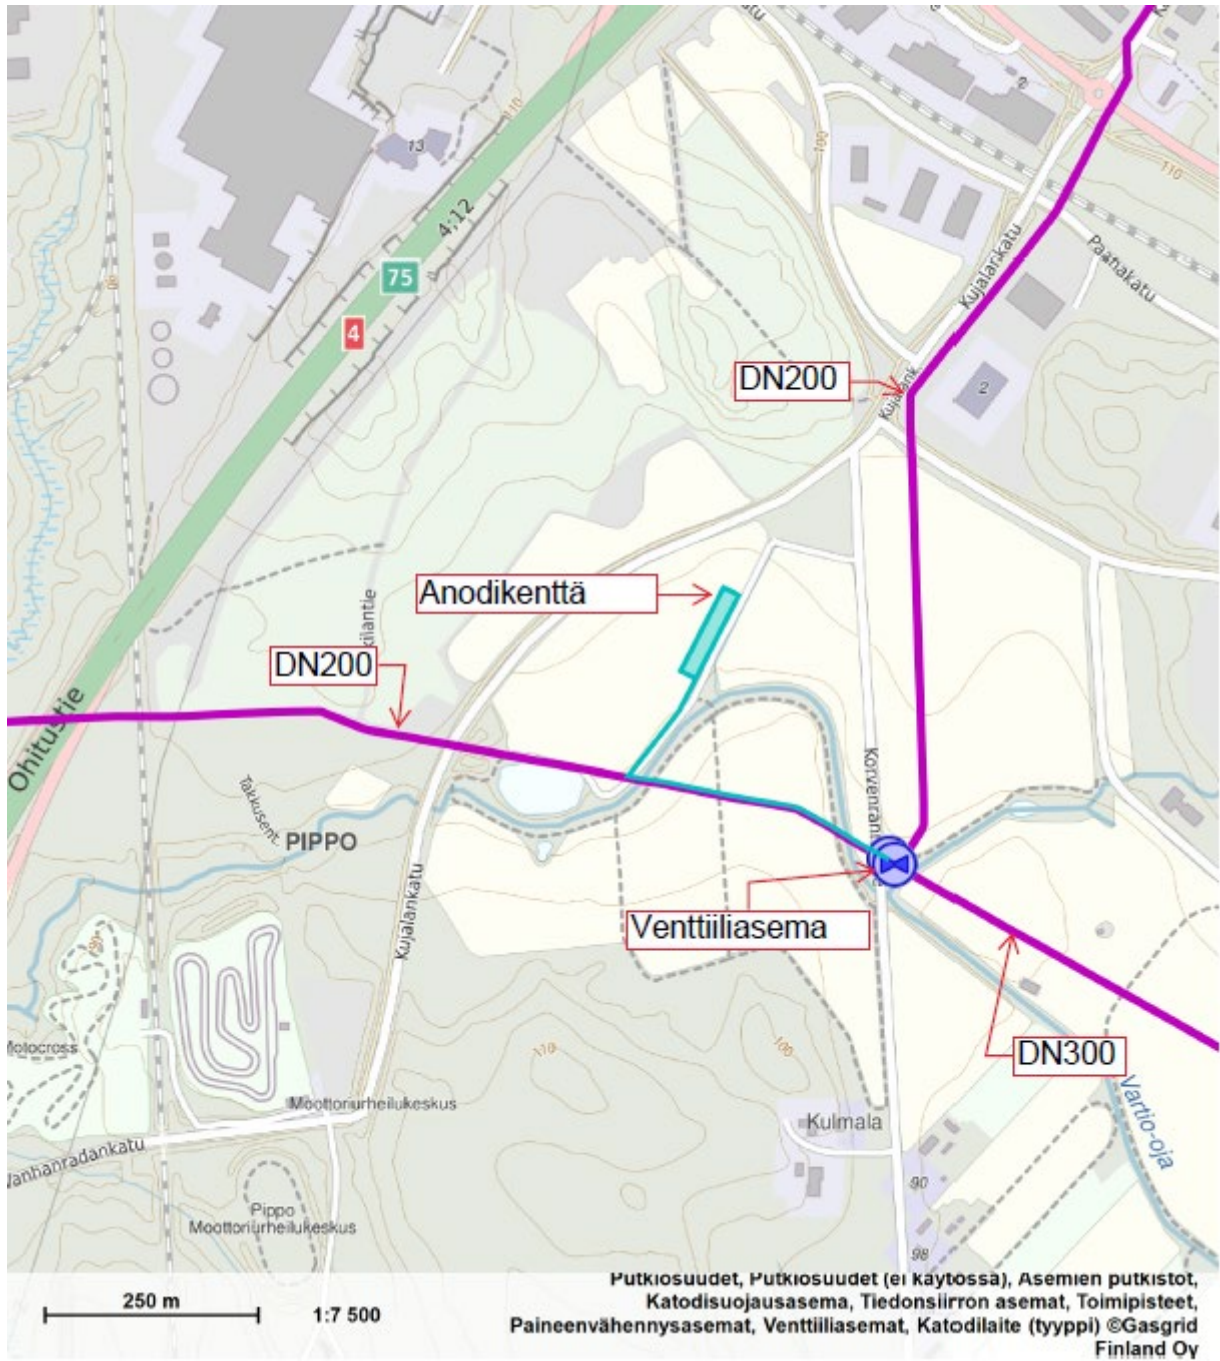 13
110
100
110
4;12
75
4
Kujalankatu
Paanakatu
DN200
2
Anodikenttä
DN200
Ohitustie
Takkusent.
PIPPO
Kujalankatu
Venttiiliasema
90
Motocross
110
100
DN300
Moottoriurheilukeskus
Vartio-oja
Kulmala
Vanhanradankatu
90
Pippo
Moottoriurheilukeskus
98
Putkiosuudet, Putkiosuudet (ei käytössä), Asemien putkistot,
250 m
1:7 500
Katodisuojausasema, Tiedonsiirron asemat, Toimipisteet,
Paineenvähennysasemat, Venttiiliasemat, Katodilaite (tyyppi) ©Gasgrid
Finland Oy